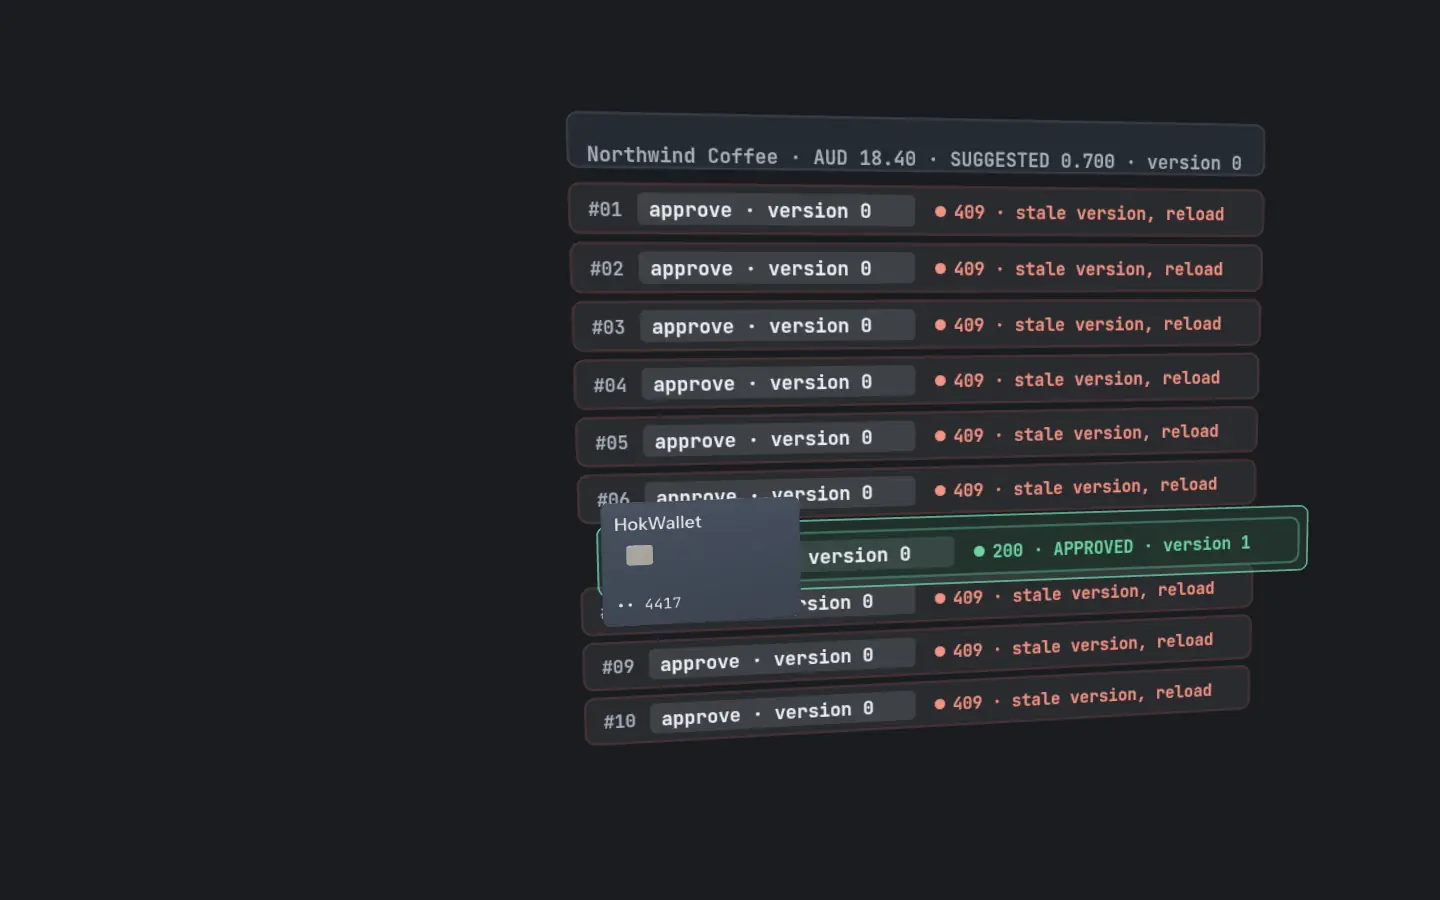 Northwind Coffee · AUD 18.40 · SUGGESTED 0.700 · version 0
#01 approve · version 0 409 · stale version, reload
#02 approve · version 0 409 · stale version, reload
#03 approve · version 0 409 · stale version, reload
#04 approve · version 0 409 · stale version, reload
#05 approve · version 0 409 · stale version, reload
#06 approve · version 0 409 · stale version, reload
HokWallet
version 0 200 · APPROVED · version 1
409 · stale version, reload
•• 4417
#09 approve · version 0 409 · stale version, reload
#10 approve · version 0 409 · stale version, reload